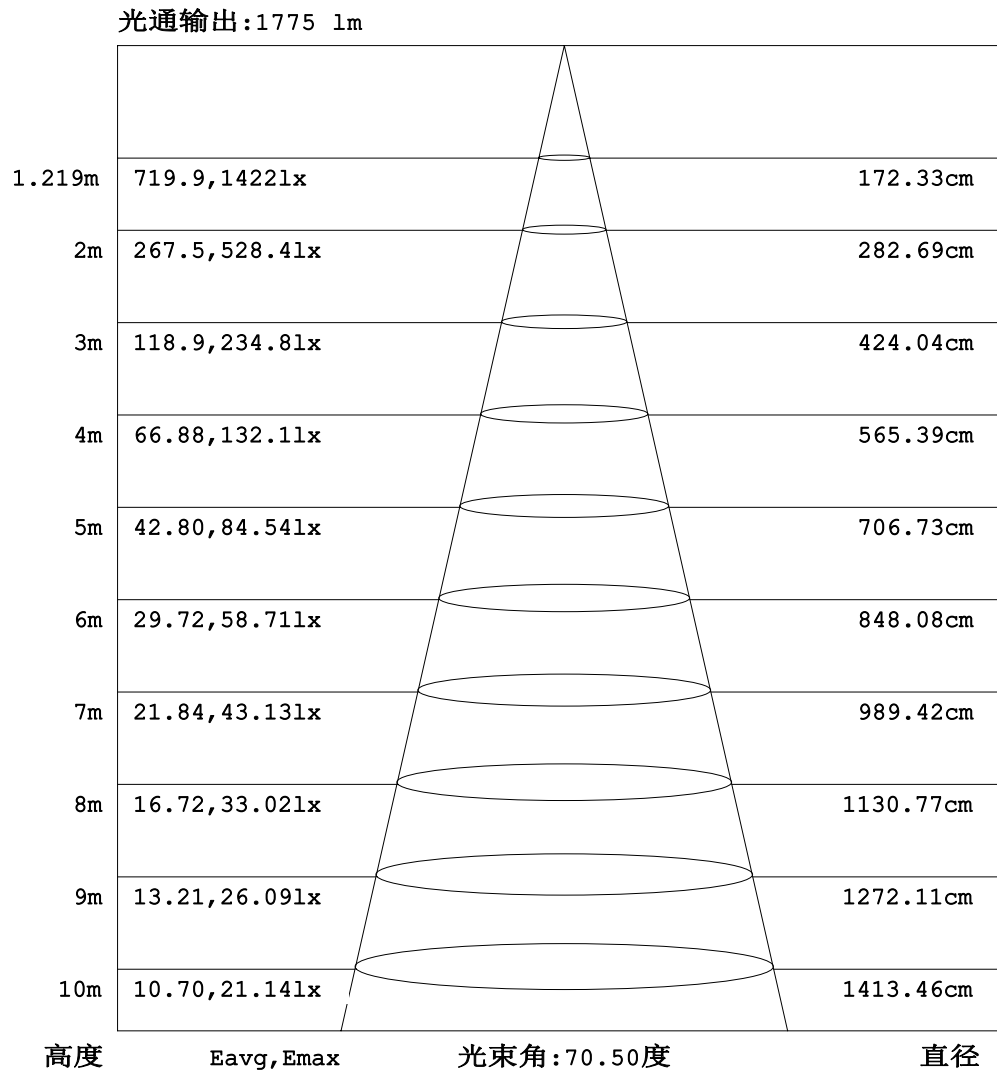 光通输出:1775 lm
1.219m 719.9,1422lx 172.33cm
2m 267.5,528.4lx 282.69cm
3m 118.9,234.8lx 424.04cm
4m 66.88,132.1lx 565.39cm
5m 42.80,84.54lx 706.73cm
6m 29.72,58.71lx 848.08cm
7m 21.84,43.13lx 989.42cm
8m 16.72,33.02lx 1130.77cm
9m 13.21,26.09lx 1272.11cm
10m 10.70,21.14lx 1413.46cm
高度 Eavg,Emax 光束角:70.50度 直径